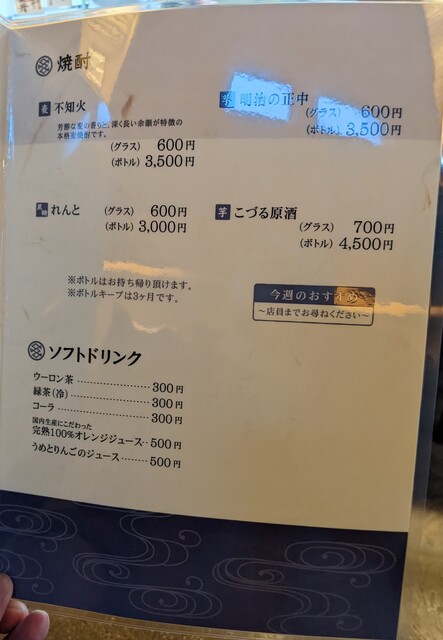 焼酎
麦 不知火
芳醇な麦の香りと、深く長い余韻が特徴の
本格麦焼酎です。
(グラス) 600円
(ボトル) 3,500円
芋 明治の正中
(グラス) 600円
(ボトル) 3,500円
黒糖 れんと
(グラス) 600円
(ボトル) 3,000円
芋 こづる原酒
(グラス) 700円
(ボトル) 4,500円
※ボトルはお持ち帰り頂けます。
※ボトルキープは3ヶ月です。
今週のおすすめ
〜店員までお尋ねください〜
ソフトドリンク
ウーロン茶 ........................ 300円
緑茶(冷) ........................ 300円
コーラ ........................ 300円
国内生産にこだわった
完熟100%オレンジジュース .. 500円
うめとりんごのジュース ........ 500円